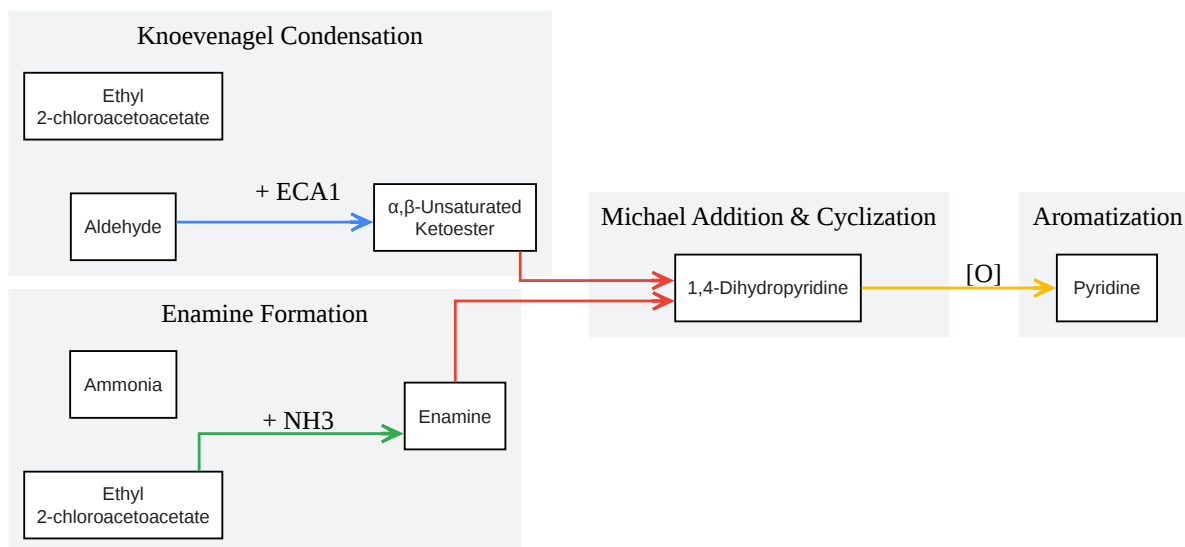 Knoevenagel Condensation
Ethyl
2-chloroacetoacetate
Aldehyde
+ ECA1
α,β-Unsaturated
Ketoester
Enamine Formation
Ammonia
+ NH3
Enamine
Ethyl
2-chloroacetoacetate
Michael Addition & Cyclization
1,4-Dihydropyridine
[O]
Aromatization
Pyridine